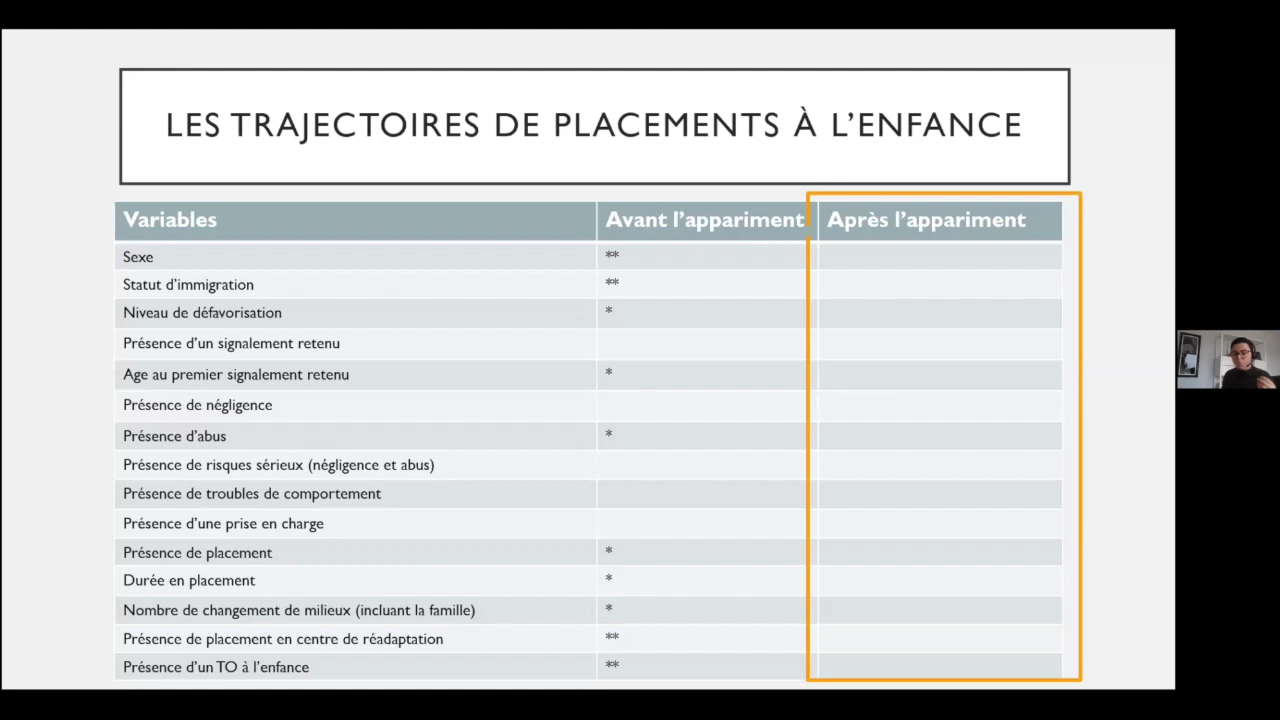 LES TRAJECTOIRES DE PLACEMENTS À L'ENFANCE
Variables Avant l'appariment Après l'appariment
Sexe **
Statut d'immigration **
Niveau de défavorisation *
Présence d'un signalement retenu
Age au premier signalement retenu *
Présence de négligence
Présence d'abus *
Présence de risques sérieux (négligence et abus)
Présence de troubles de comportement
Présence d'une prise en charge
Présence de placement *
Durée en placement *
Nombre de changement de milieux (incluant la famille) *
Présence de placement en centre de réadaptation **
Présence d'un TO à l'enfance **